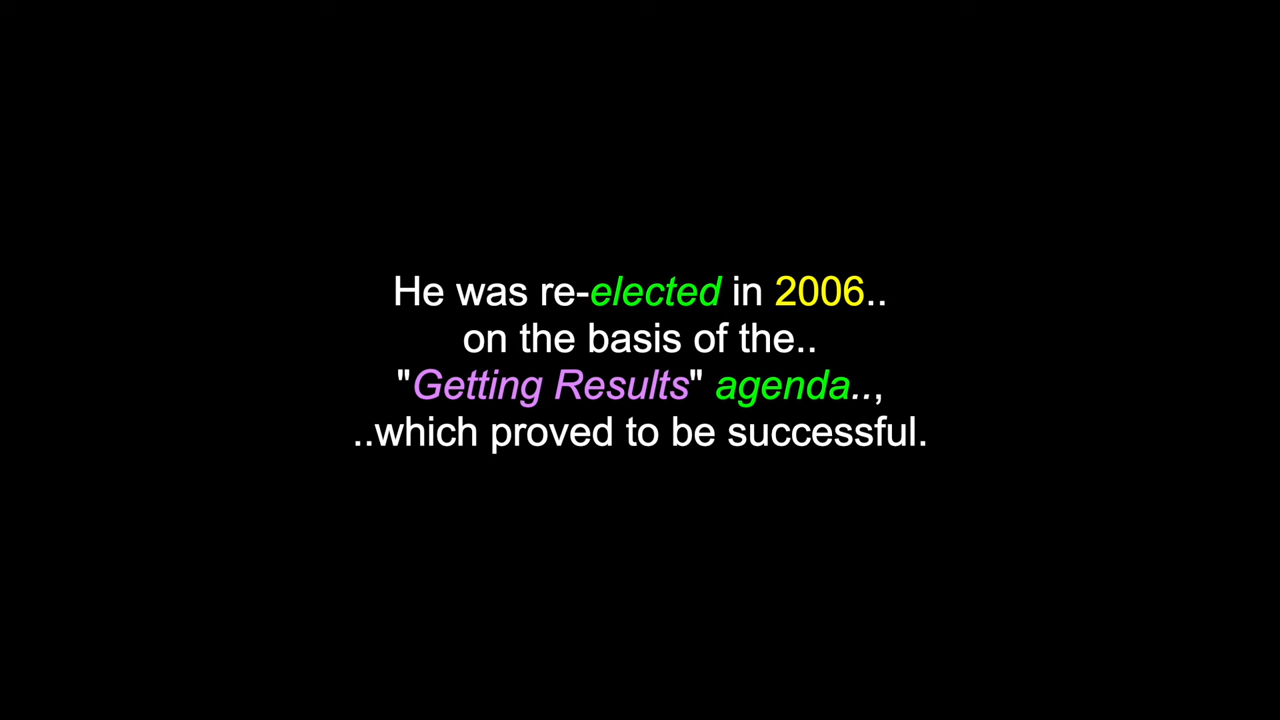 He was re-elected in 2006..
on the basis of the..
"Getting Results" agenda..,
..which proved to be successful.